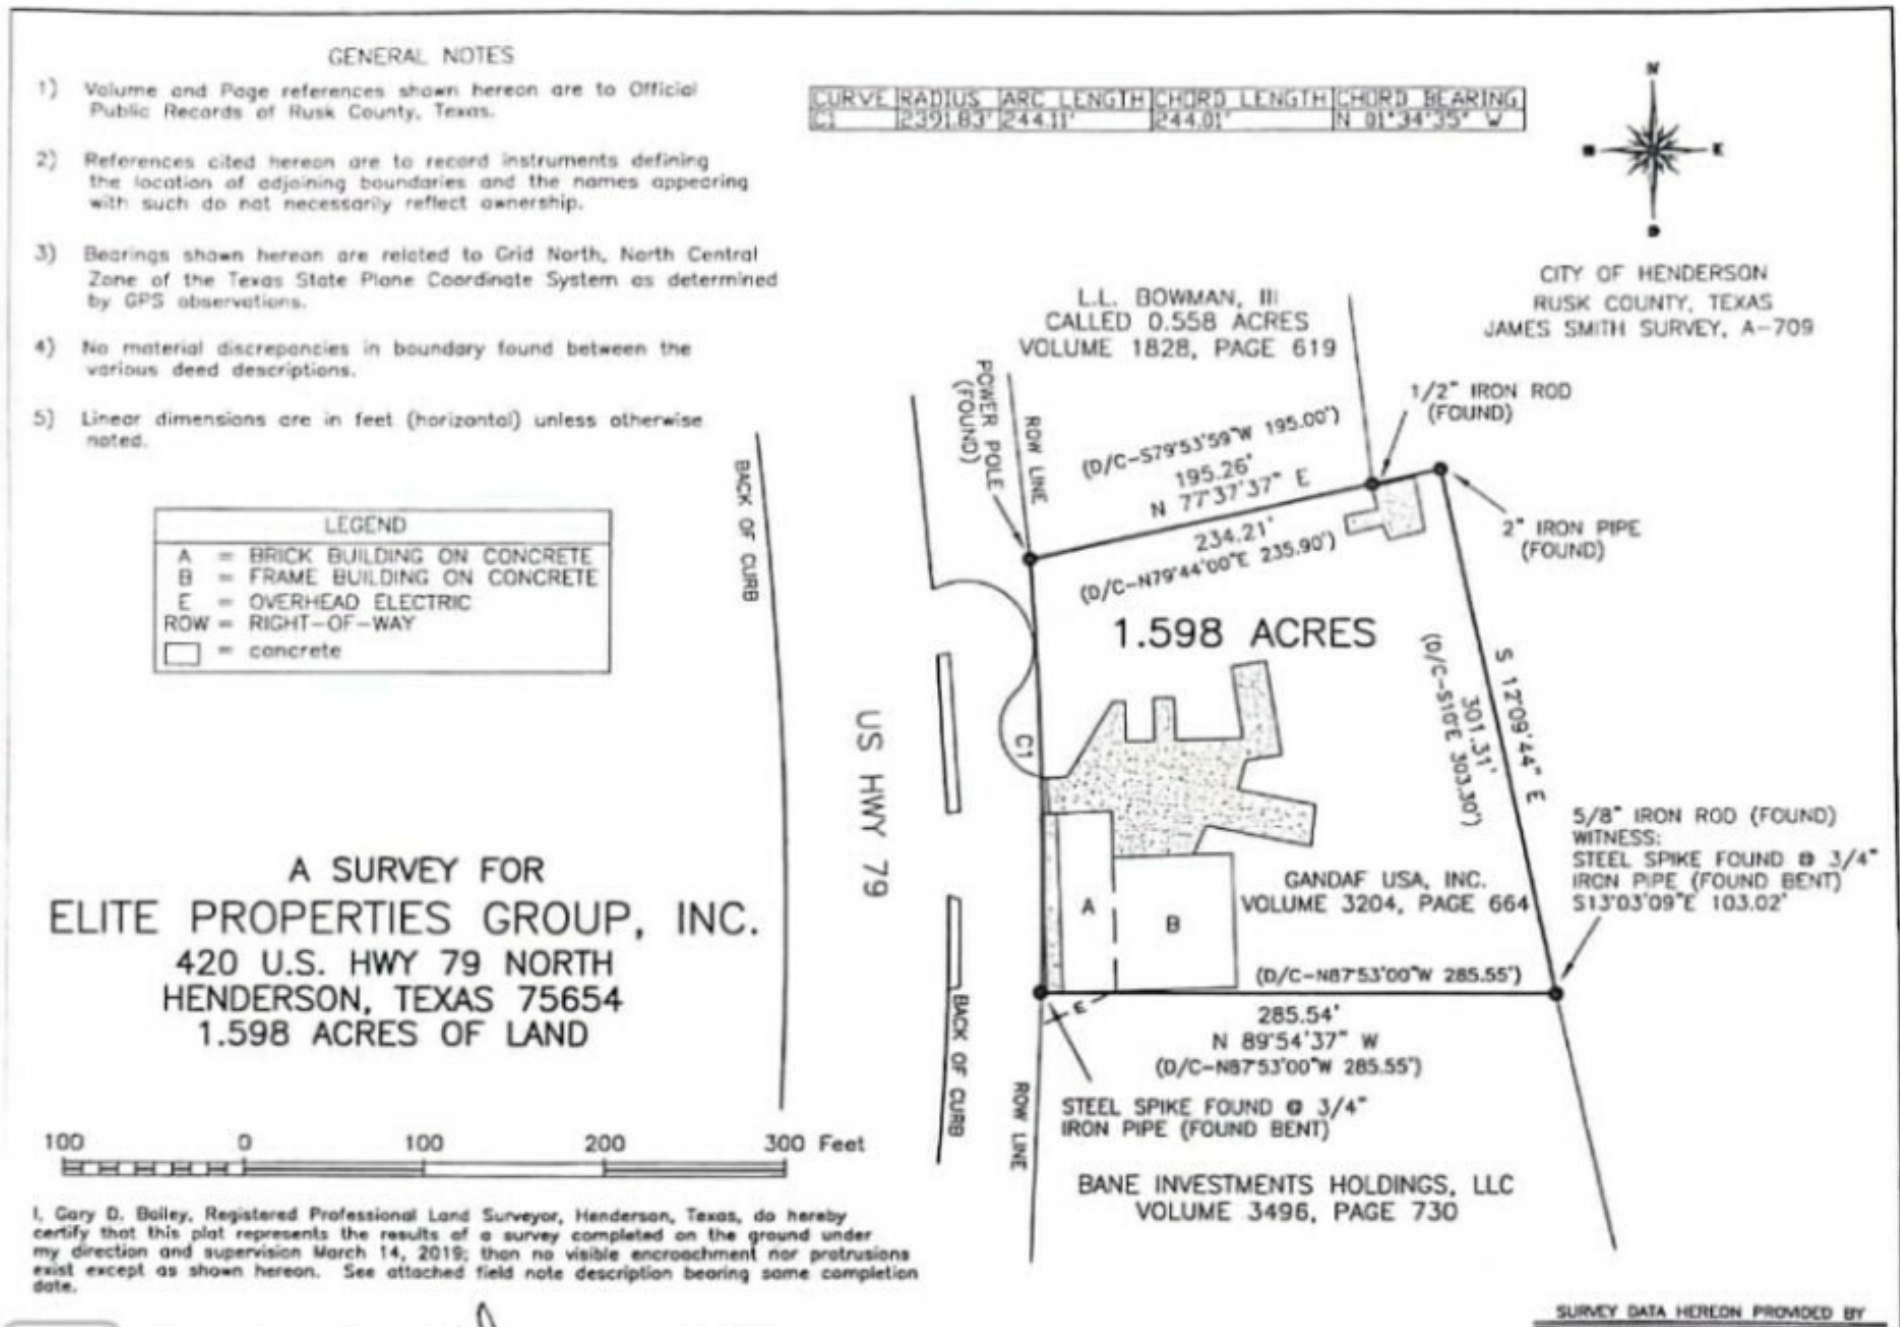 GENERAL NOTES
1) Volume and Page references shown hereon are to Official
Public Records of Rusk County, Texas.
2) References cited hereon are to record instruments defining
the location of adjoining boundaries and the names appearing
with such do not necessarily reflect ownership.
3) Bearings shown hereon are related to Grid North, North Central
Zone of the Texas State Plane Coordinate System as determined
by GPS observations.
4) No material discrepancies in boundary found between the
various deed descriptions.
5) Linear dimensions are in feet (horizontal) unless otherwise
noted.
CURVE RADIUS ARC LENGTH CHORD LENGTH CHORD BEARING
C1 2391.83' 244.11' 244.01' N 01°34'35" W
N
E
CITY OF HENDERSON
RUSK COUNTY, TEXAS
JAMES SMITH SURVEY, A-709
L.L. BOWMAN, III
CALLED 0.558 ACRES
VOLUME 1828, PAGE 619
POWER POLE
(FOUND)
ROW LINE
1/2" IRON ROD
(FOUND)
(D/C-S79°53'59"W 195.00')
195.26'
N 77°37'37" E
234.21'
(D/C-N79°44'00"E 235.90')
2" IRON PIPE
(FOUND)
BACK OF CURB
LEGEND
A = BRICK BUILDING ON CONCRETE
B = FRAME BUILDING ON CONCRETE
E = OVERHEAD ELECTRIC
ROW = RIGHT-OF-WAY
= concrete
1.598 ACRES
S 12°09'44" E
301.31'
(D/C-S10°E 303.30')
C1
US HWY 79
5/8" IRON ROD (FOUND)
WITNESS:
STEEL SPIKE FOUND @ 3/4"
IRON PIPE (FOUND BENT)
S13°03'09"E 103.02'
A SURVEY FOR
ELITE PROPERTIES GROUP, INC.
420 U.S. HWY 79 NORTH
HENDERSON, TEXAS 75654
1.598 ACRES OF LAND
GANDAF USA, INC.
VOLUME 3204, PAGE 664
A
B
(D/C-N87°53'00"W 285.55')
E
285.54'
N 89°54'37" W
(D/C-N87°53'00"W 285.55')
BACK OF CURB
ROW LINE
STEEL SPIKE FOUND @ 3/4"
IRON PIPE (FOUND BENT)
BANE INVESTMENTS HOLDINGS, LLC
VOLUME 3496, PAGE 730
100 0 100 200 300 Feet
I, Gary D. Bailey, Registered Professional Land Surveyor, Henderson, Texas, do hereby
certify that this plat represents the results of a survey completed on the ground under
my direction and supervision March 14, 2019; than no visible encroachment nor protrusions
exist except as shown hereon. See attached field note description bearing same completion
date.
SURVEY DATA HEREON PROVIDED BY